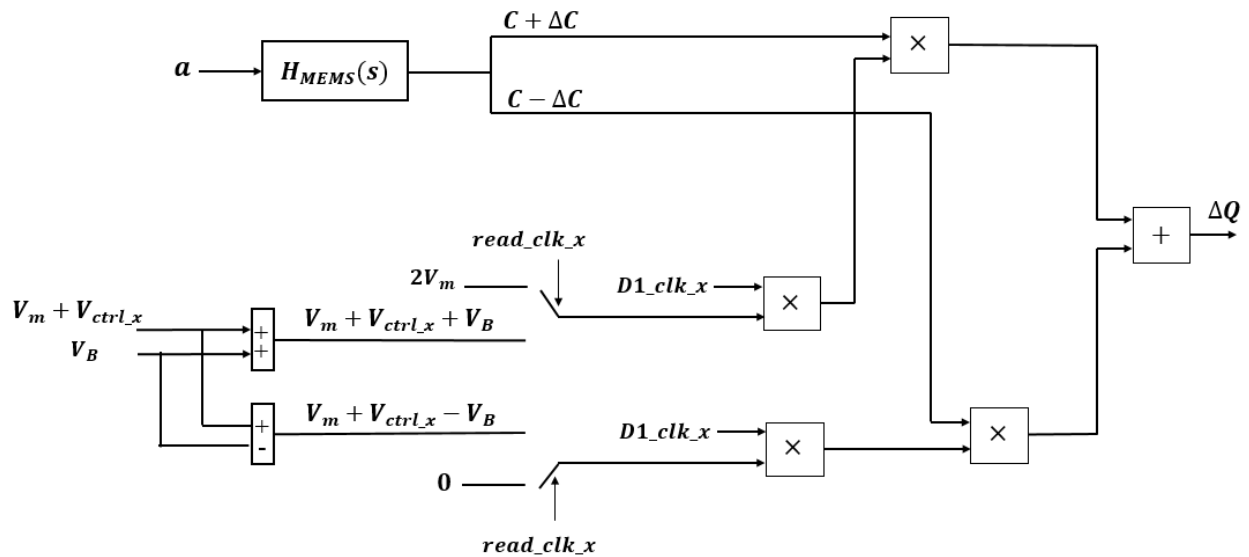 C + ΔC
×
a
H_MEMS(s)
C − ΔC
ΔQ
+
read_clk_x
2V_m
D1_clk_x
×
V_m + V_ctrl_x
V_m + V_ctrl_x + V_B
+
+
V_B
V_m + V_ctrl_x − V_B
+
-
D1_clk_x
×
×
0
read_clk_x